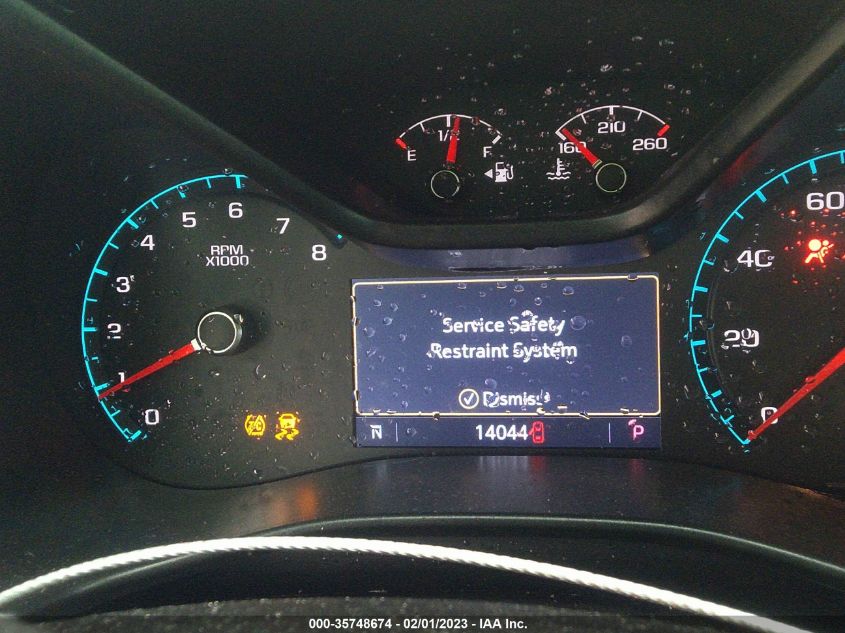 1/2
E F
210
160 260
5 6 7
4 8
RPM
X1000
3
2
1
0
60
40
20
0
Service Safety
Restraint System
Dismiss
N 14044 P
000-35748674 / 02/01/2023 - IAA Inc.